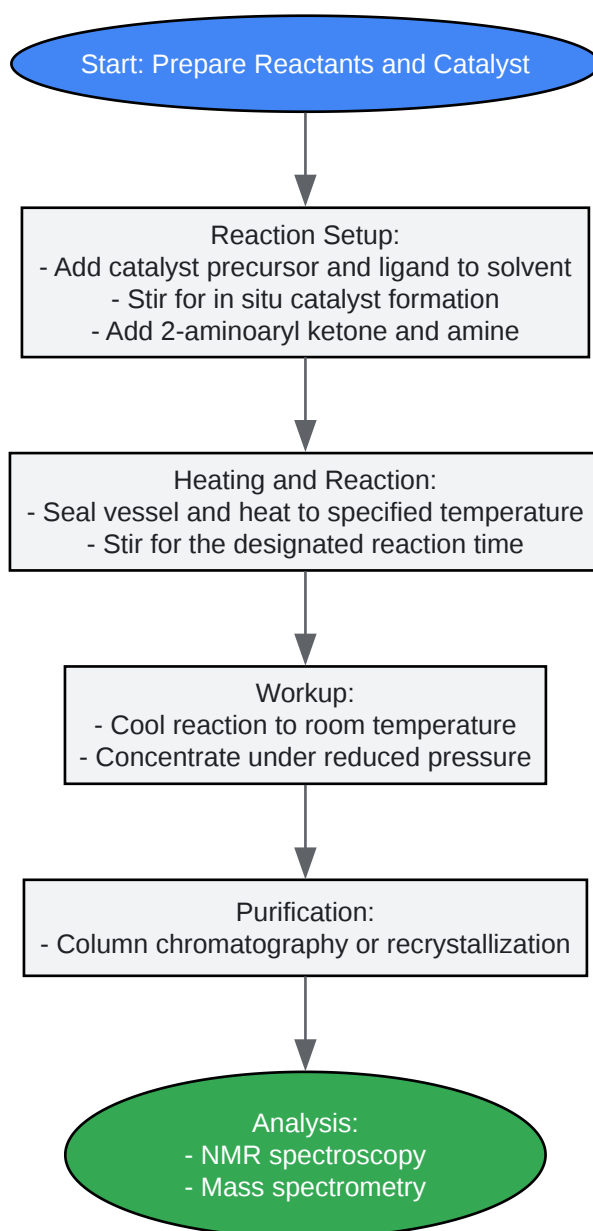 Start: Prepare Reactants and Catalyst
Reaction Setup:
- Add catalyst precursor and ligand to solvent
- Stir for in situ catalyst formation
- Add 2-aminoaryl ketone and amine
Heating and Reaction:
- Seal vessel and heat to specified temperature
- Stir for the designated reaction time
Workup:
- Cool reaction to room temperature
- Concentrate under reduced pressure
Purification:
- Column chromatography or recrystallization
Analysis:
- NMR spectroscopy
- Mass spectrometry